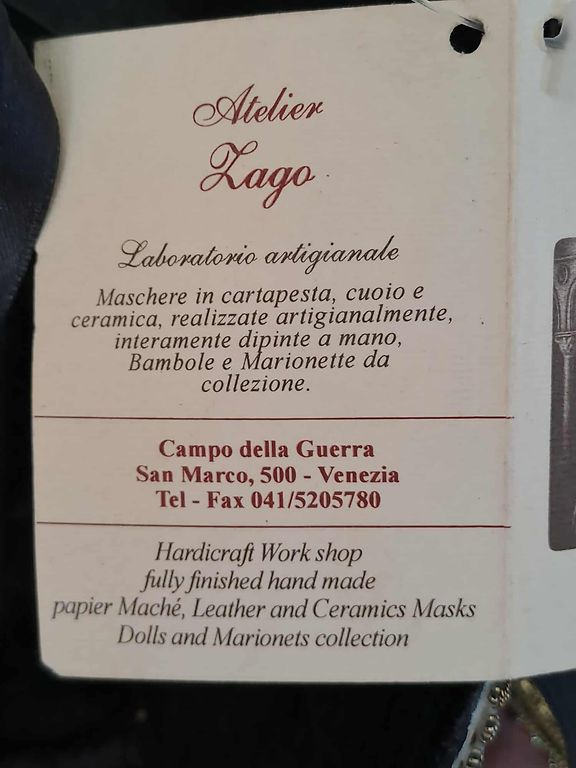 Atelier
Zago
Laboratorio artigianale
Maschere in cartapesta, cuoio e
ceramica, realizzate artigianalmente,
interamente dipinte a mano,
Bambole e Marionette da
collezione.
Campo della Guerra
San Marco, 500 - Venezia
Tel - Fax 041/5205780
Hardicraft Work shop
fully finished hand made
papier Maché, Leather and Ceramics Masks
Dolls and Marionets collection